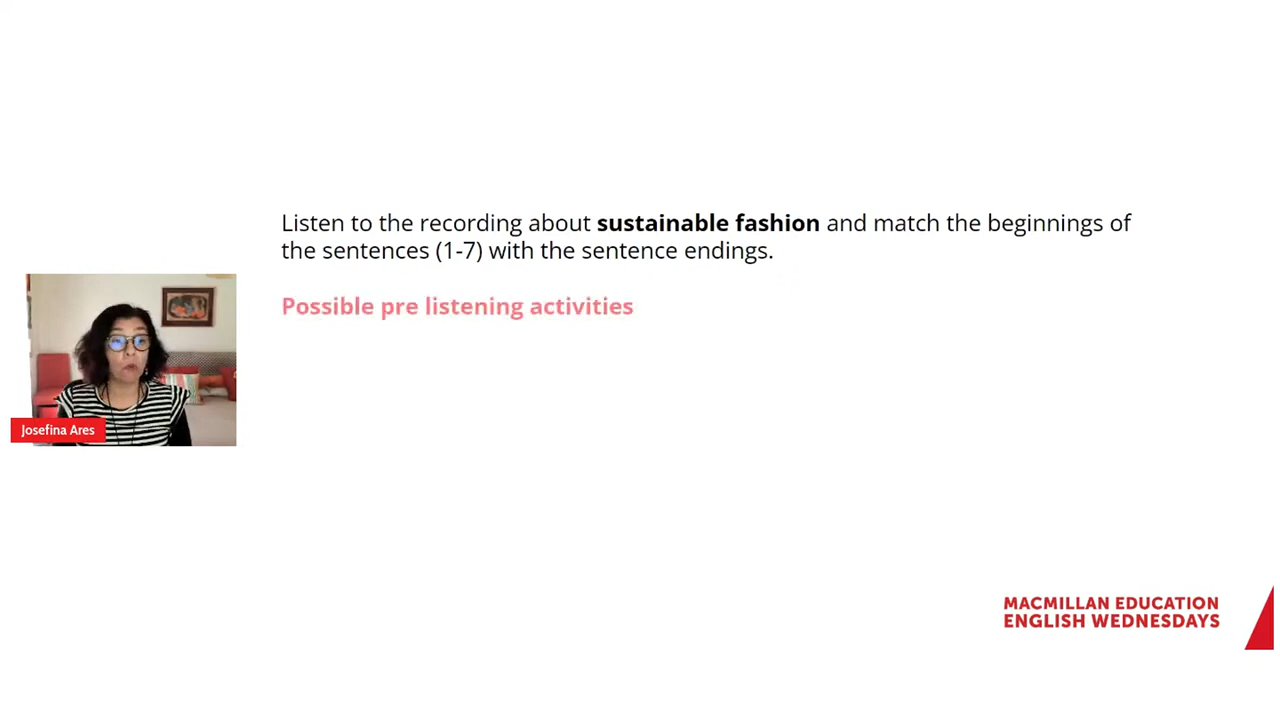 Listen to the recording about sustainable fashion and match the beginnings of
the sentences (1-7) with the sentence endings.
Possible pre listening activities
Josefina Ares
MACMILLAN EDUCATION
ENGLISH WEDNESDAYS